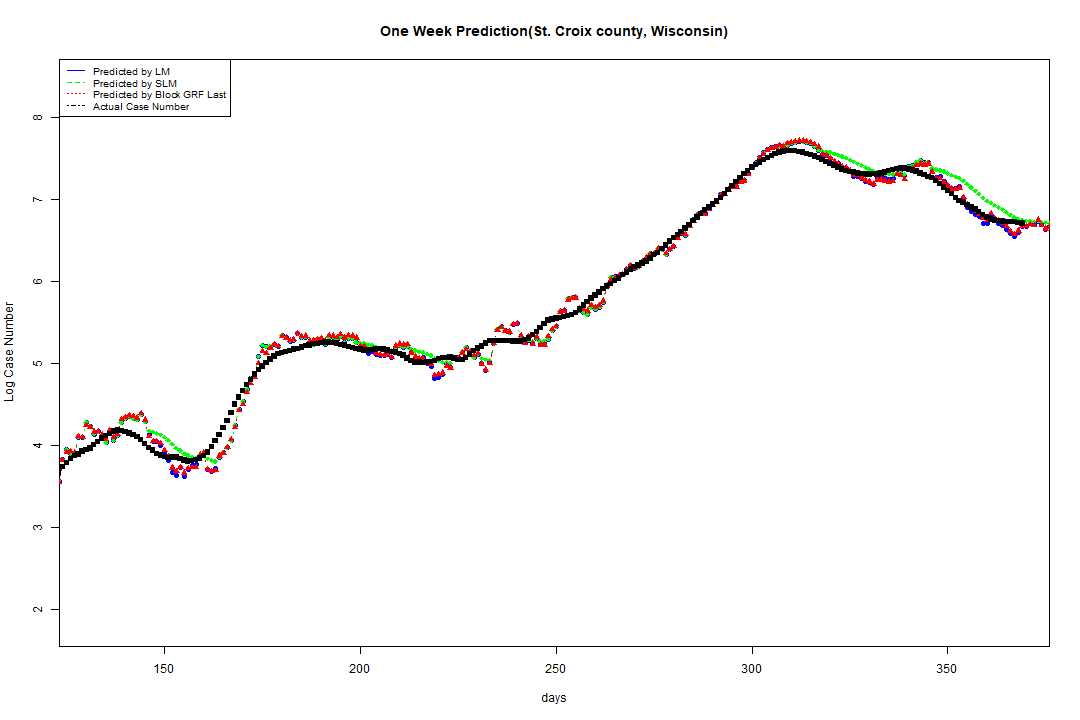 One Week Prediction(St. Croix county, Wisconsin)
Predicted by LM
Predicted by SLM
Predicted by Block GRF Last
Actual Case Number
8
7
6
5
4
3
2
Log Case Number
150 200 250 300 350
days